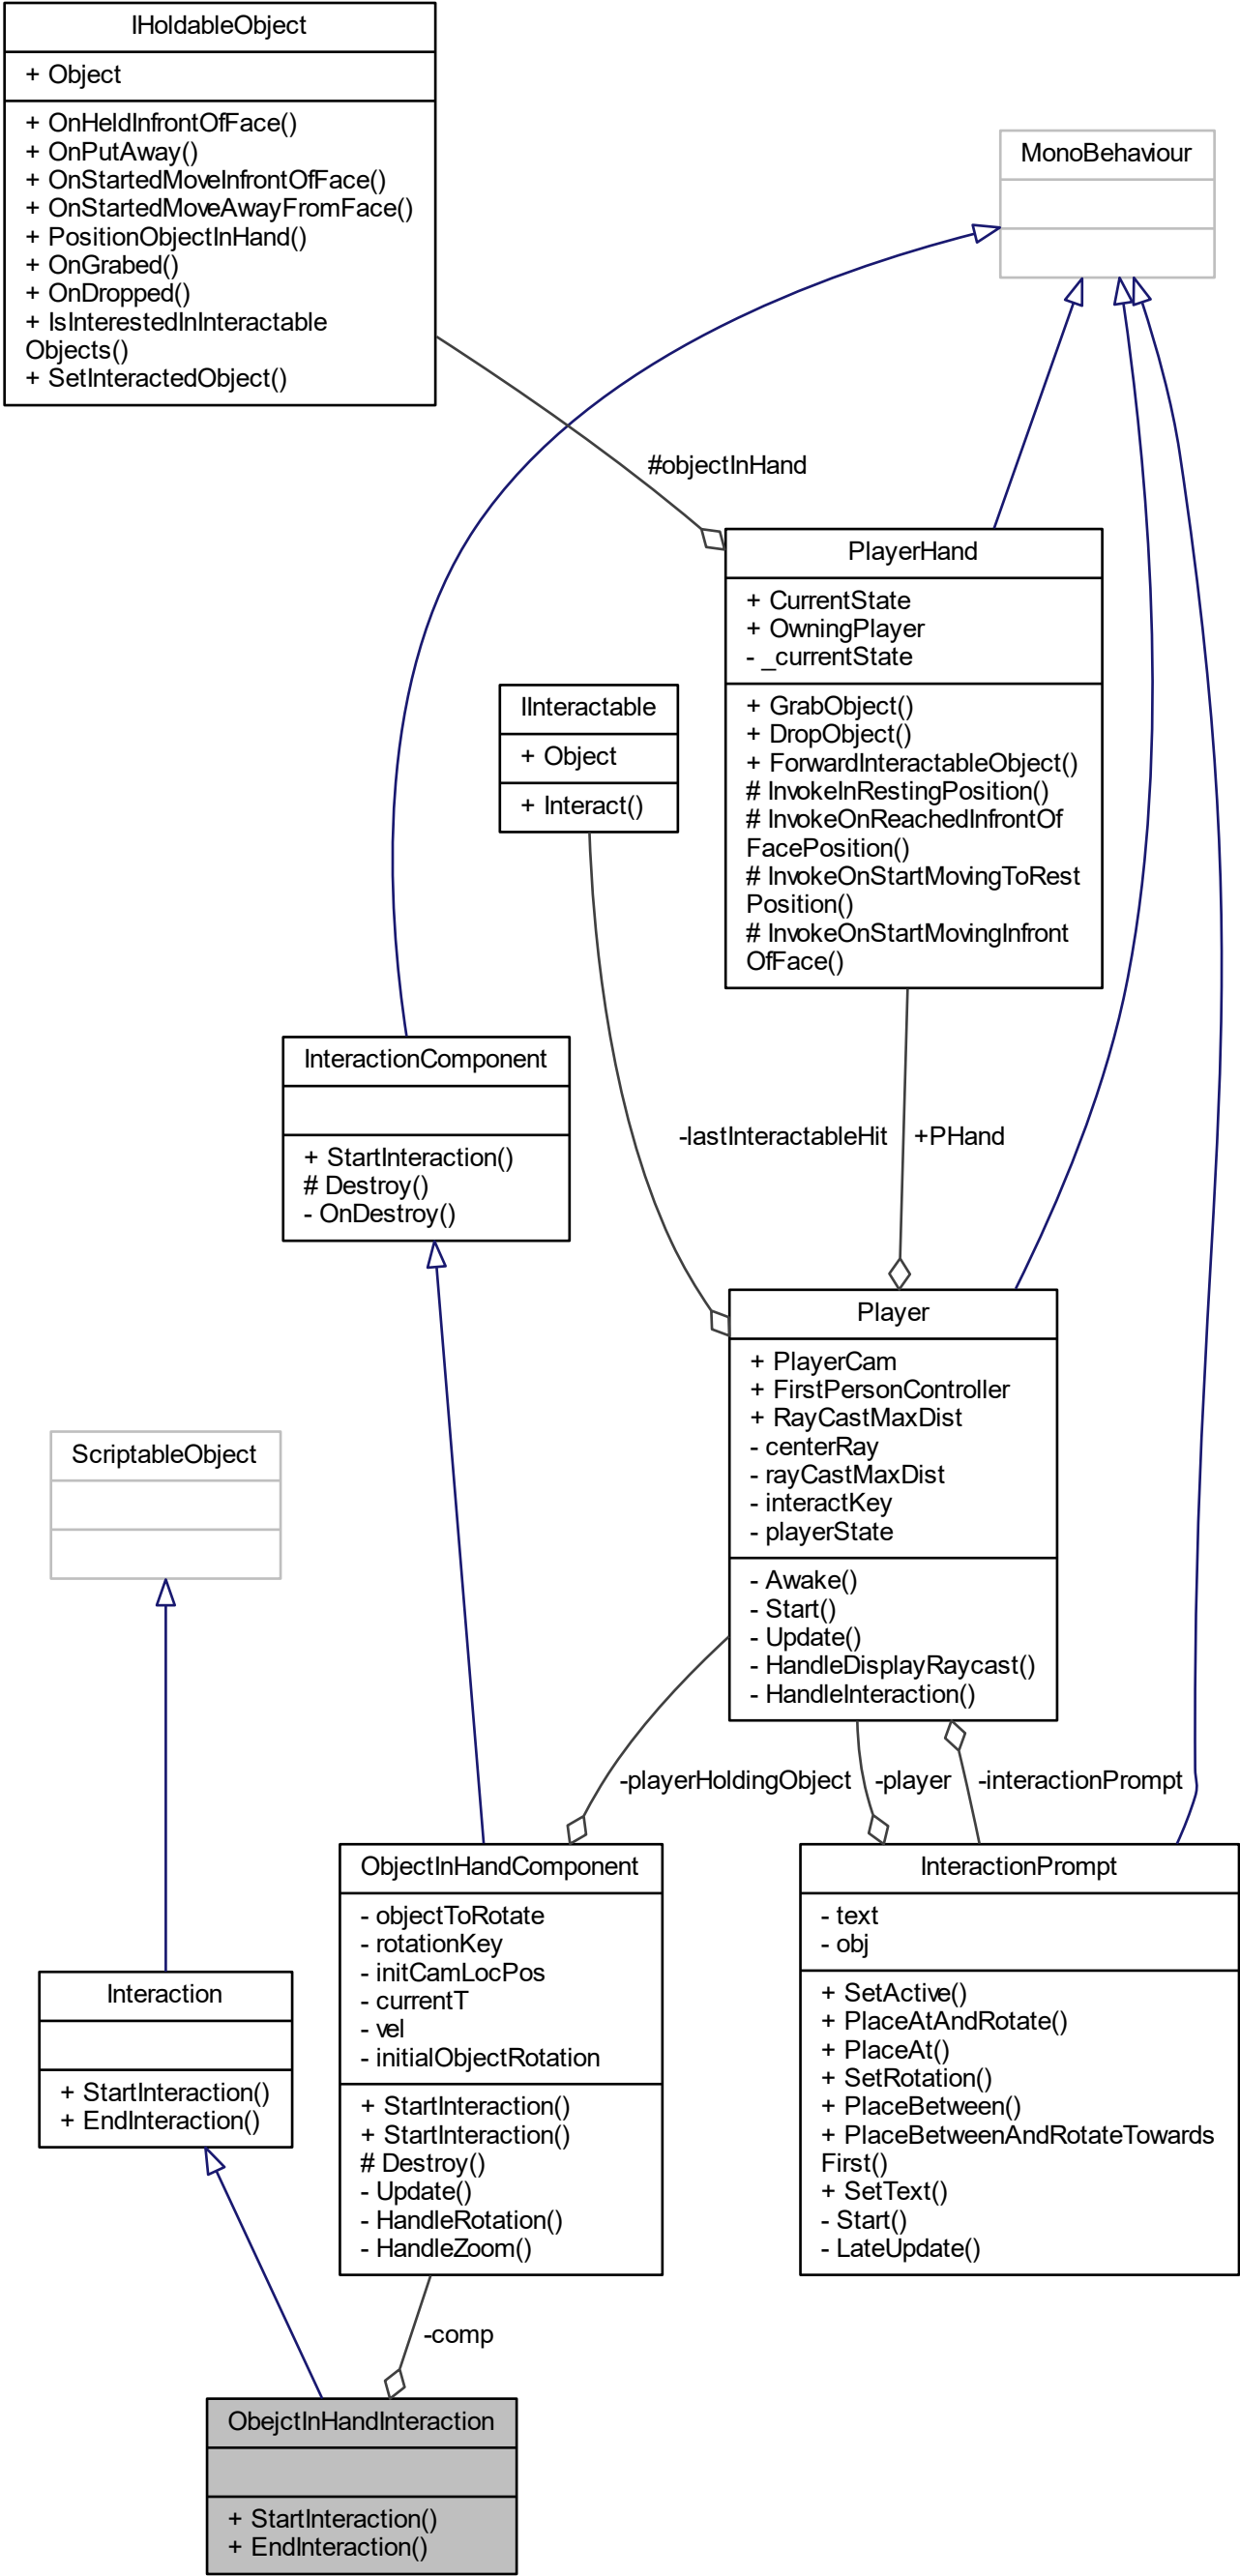 IHoldableObject
+ Object
+ OnHeldInfrontOfFace()
+ OnPutAway()
+ OnStartedMoveInfrontOfFace()
+ OnStartedMoveAwayFromFace()
+ PositionObjectInHand()
+ OnGrabed()
+ OnDropped()
+ IsInterestedInInteractable
Objects()
+ SetInteractedObject()
MonoBehaviour
#objectInHand
PlayerHand
+ CurrentState
+ OwningPlayer
- _currentState
+ GrabObject()
+ DropObject()
+ ForwardInteractableObject()
# InvokeInRestingPosition()
# InvokeOnReachedInfrontOf
FacePosition()
# InvokeOnStartMovingToRest
Position()
# InvokeOnStartMovingInfront
OfFace()
IInteractable
+ Object
+ Interact()
InteractionComponent
+ StartInteraction()
# Destroy()
- OnDestroy()
-lastInteractableHit
+PHand
Player
+ PlayerCam
+ FirstPersonController
+ RayCastMaxDist
- centerRay
- rayCastMaxDist
- interactKey
- playerState
- Awake()
- Start()
- Update()
- HandleDisplayRaycast()
- HandleInteraction()
ScriptableObject
-playerHoldingObject
-player
-interactionPrompt
ObjectInHandComponent
- objectToRotate
- rotationKey
- initCamLocPos
- currentT
- vel
- initialObjectRotation
+ StartInteraction()
+ StartInteraction()
# Destroy()
- Update()
- HandleRotation()
- HandleZoom()
InteractionPrompt
- text
- obj
+ SetActive()
+ PlaceAtAndRotate()
+ PlaceAt()
+ SetRotation()
+ PlaceBetween()
+ PlaceBetweenAndRotateTowards
First()
+ SetText()
- Start()
- LateUpdate()
Interaction
+ StartInteraction()
+ EndInteraction()
-comp
ObejctInHandInteraction
+ StartInteraction()
+ EndInteraction()